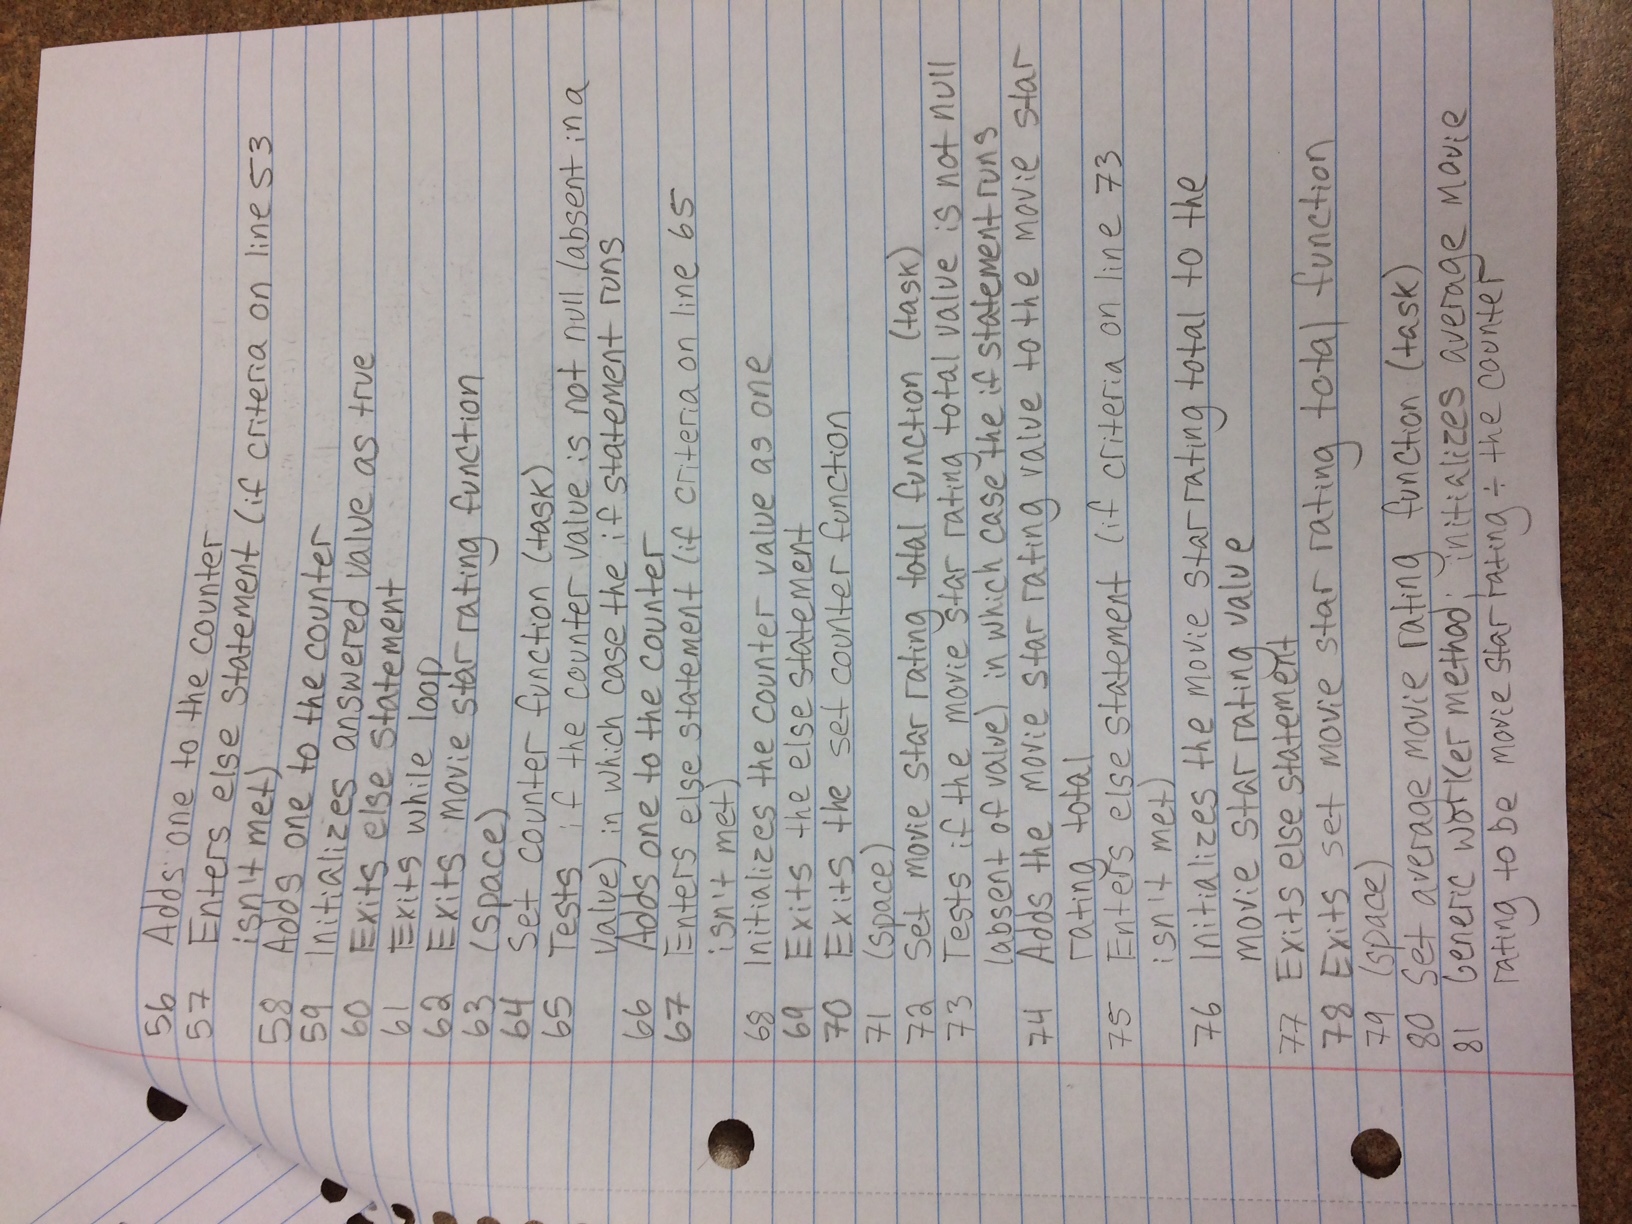 56 Adds one to the counter
57 Enters else statement (if criteria on line 53
isn't met)
58 Adds one to the counter
59 Initializes answered value as true
60 Exits else statement
61 Exits while loop
62 Exits movie star rating function
63 (space)
64 Set counter function (task)
65 Tests if the counter value is not null (absent in a
value) in which case the if statement runs
66 Adds one to the counter
67 Enters else statement (if criteria on line 65
isn't met)
68 Initializes the counter value as one
69 Exits the else statement
70 Exits the set counter function
71 (space)
72 Set movie star rating total function (task)
73 Tests if the movie star rating total value is not null
(absent of value) in which case the if statement runs
74 Adds the movie star rating value to the movie star
rating total
75 Enters else statement (if criteria on line 73
isn't met)
76 Initializes the movie star rating total to the
movie star rating value
77 Exits else statement
78 Exits set movie star rating total function
79 (space)
80 Set average movie rating function (task)
81 Generic worker method; initializes average movie
rating to be movie star rating ÷ the counter